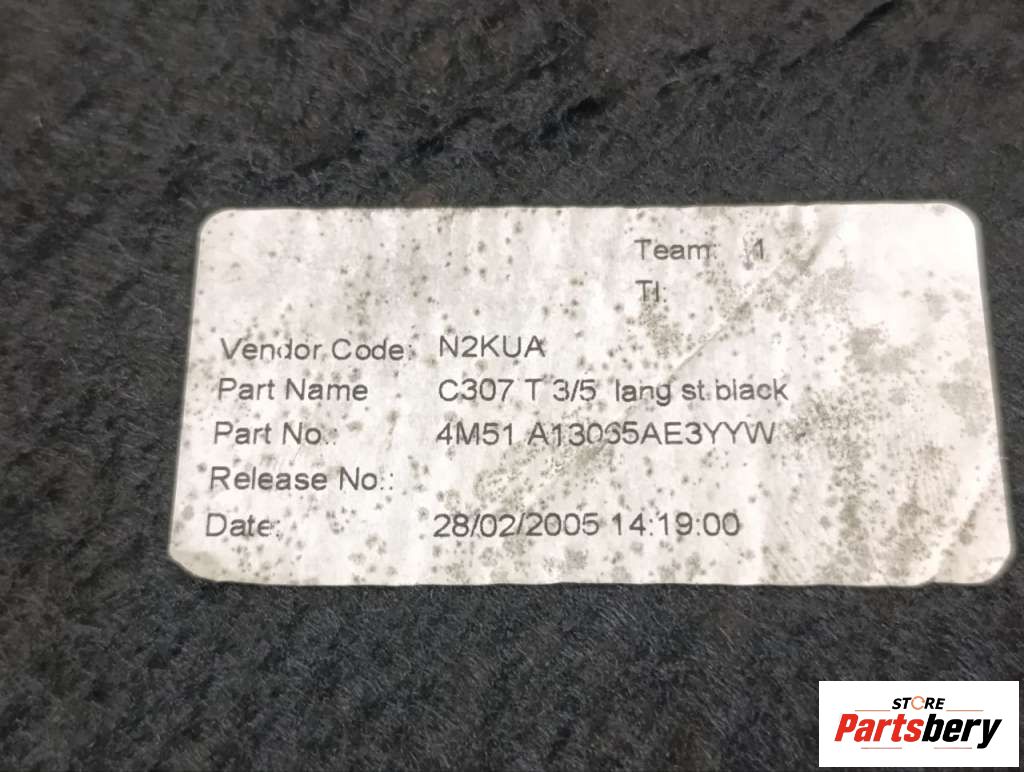 Team: 1
TI:
Vendor Code: N2KUA
Part Name C307 T 3/5 lang st.black
Part No.: 4M51 A13065AE3YYW
Release No.:
Date: 28/02/2005 14:19:00
STORE
Partsbery